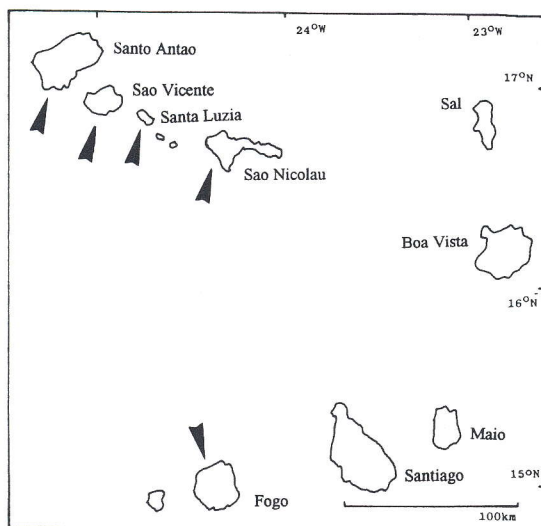 24°W
23°W
Santo Antao
17°N
Sao Vicente
Sal
Santa Luzia
Sao Nicolau
Boa Vista
16°N
Maio
Santiago
15°N
Fogo
100km